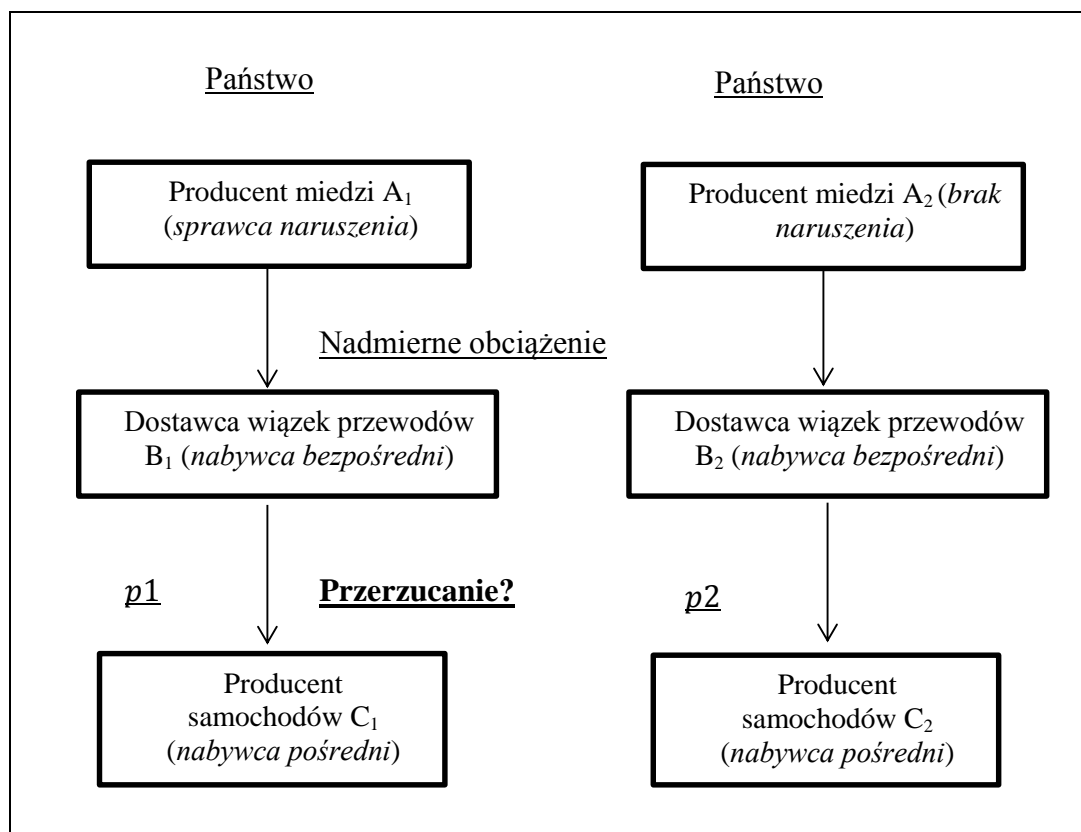 Państwo
Producent miedzi A₁
(sprawca naruszenia)
Nadmierne obciążenie
Dostawca wiązek przewodów
B₁ (nabywca bezpośredni)
p1
Przerzucanie?
Producent
samochodów C₁
(nabywca pośredni)
Państwo
Producent miedzi A₂ (brak
naruszenia)
Dostawca wiązek przewodów
B₂ (nabywca bezpośredni)
p2
Producent
samochodów C₂
(nabywca pośredni)